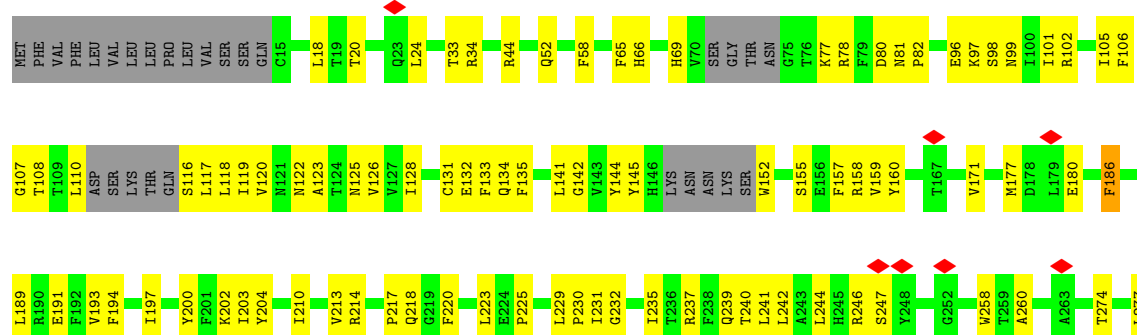 MET PHE VAL PHE LEU VAL LEU LEU PRO LEU VAL SER SER GLN C15 L18 T19 T20 Q23 L24 T33 R34 R44 Q52 F58 F65 H66 H69 V70 SER GLY THR ASN G75 T76 K77 R78 F79 D80 N81 P82 E96 K97 S98 N99 I100 I101 R102 I105 F106
G107 T108 T109 L110 ASP SER LYS THR GLN S116 L117 L118 I119 V120 N121 N122 A123 T124 N125 V126 V127 I128 C131 E132 F133 Q134 F135 L141 G142 V143 Y144 Y145 H146 LYS ASN ASN LYS SER W152 S155 E156 F157 R158 V159 Y160 T167 V171 M177 D178 L179 E180 F186
L189 R190 E191 F192 V193 F194 I197 Y200 F201 K202 I203 Y204 I210 V213 R214 P217 Q218 G219 F220 L223 E224 P225 L229 P230 I231 G232 I235 T236 R237 F238 Q239 T240 L241 L242 A243 L244 H245 R246 S247 Y248 G252 W258 T259 A260 A263 T274